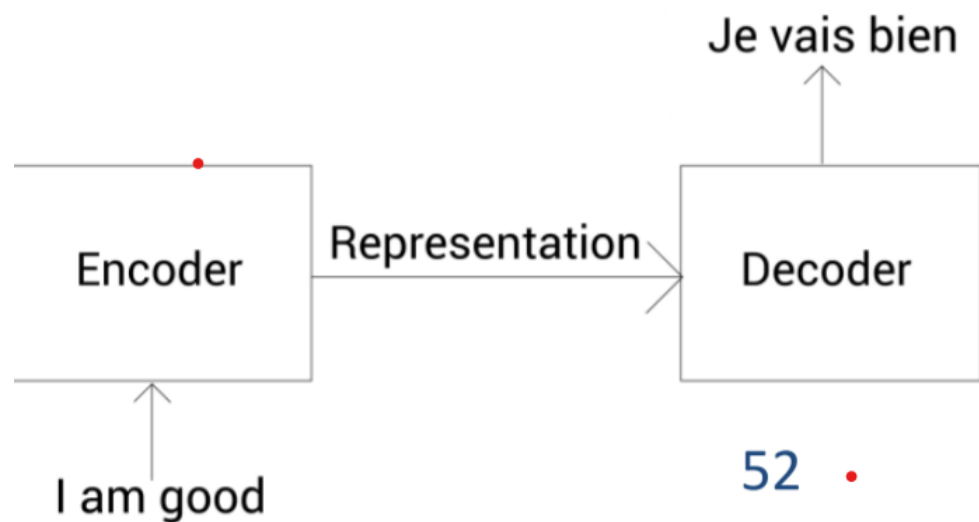 Je vais bien
Representation
Encoder
Decoder
I am good
52